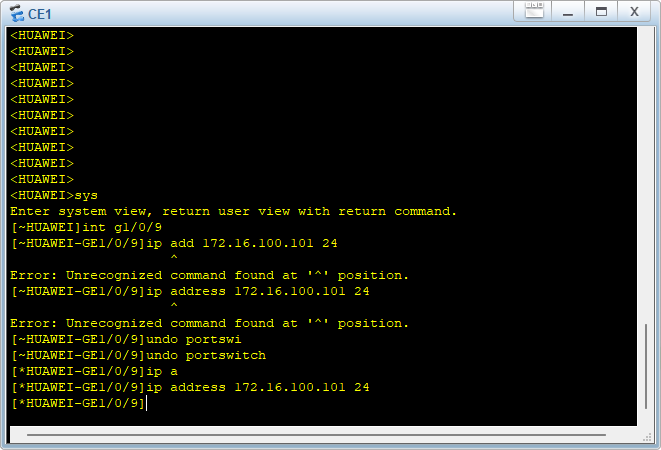 CE1
<HUAWEI>
<HUAWEI>
<HUAWEI>
<HUAWEI>
<HUAWEI>
<HUAWEI>
<HUAWEI>
<HUAWEI>
<HUAWEI>
<HUAWEI>
<HUAWEI>sys
Enter system view, return user view with return command.
[~HUAWEI]int g1/0/9
[~HUAWEI-GE1/0/9]ip add 172.16.100.101 24
^
Error: Unrecognized command found at '^' position.
[~HUAWEI-GE1/0/9]ip address 172.16.100.101 24
^
Error: Unrecognized command found at '^' position.
[~HUAWEI-GE1/0/9]undo portswi
[~HUAWEI-GE1/0/9]undo portswitch
[*HUAWEI-GE1/0/9]ip a
[*HUAWEI-GE1/0/9]ip address 172.16.100.101 24
[*HUAWEI-GE1/0/9]